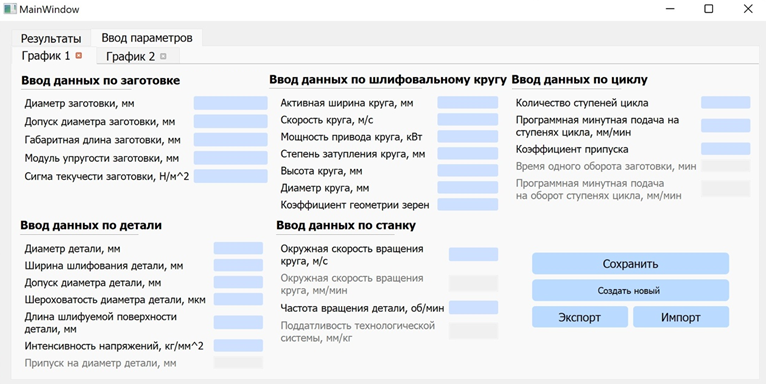 MainWindow
Результаты
Ввод параметров
График 1
График 2
Ввод данных по заготовке
Диаметр заготовки, мм
Допуск диаметра заготовки, мм
Габаритная длина заготовки, мм
Модуль упругости заготовки, мм
Сигма текучести заготовки, Н/м^2
Ввод данных по шлифовальному кругу
Активная ширина круга, мм
Скорость круга, м/с
Мощность привода круга, кВт
Степень затупления круга, мм
Высота круга, мм
Диаметр круга, мм
Коэффициент геометрии зерен
Ввод данных по циклу
Количество ступеней цикла
Программная минутная подача на
ступенях цикла, мм/мин
Коэффициент припуска
Время одного оборота заготовки, мин
Программная минутная подача
на оборот ступенях цикла, мм/мин
Ввод данных по детали
Диаметр детали, мм
Ширина шлифования детали, мм
Допуск диаметра детали, мм
Шероховатость диаметра детали, мкм
Длина шлифуемой поверхности
детали, мм
Интенсивность напряжений, кг/мм^2
Припуск на диаметр детали, мм
Ввод данных по станку
Окружная скорость вращения
круга, м/с
Окружная скорость вращения
круга, мм/мин
Частота вращения детали, об/мин
Поддатливость технологической
системы, мм/кг
Сохранить
Создать новый
Экспорт
Импорт